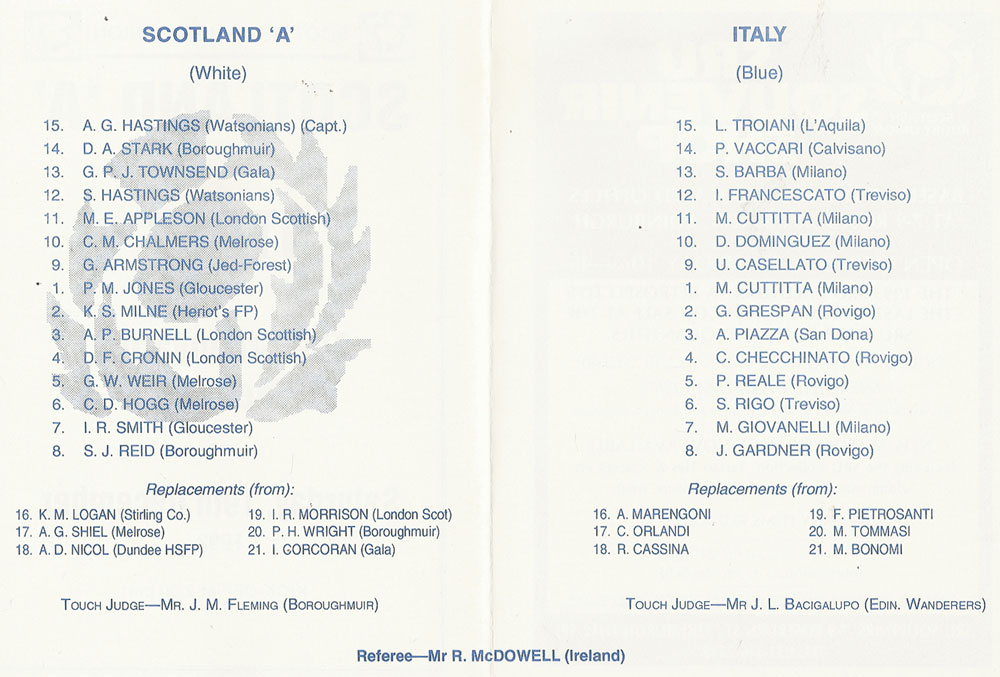 SCOTLAND 'A'
(White)
15. A. G. HASTINGS (Watsonians) (Capt.)
14. D. A. STARK (Boroughmuir)
13. G. P. J. TOWNSEND (Gala)
12. S. HASTINGS (Watsonians)
11. M. E. APPLESON (London Scottish)
10. C. M. CHALMERS (Melrose)
9. G. ARMSTRONG (Jed-Forest)
1. P. M. JONES (Gloucester)
2. K. S. MILNE (Heriot's FP)
3. A. P. BURNELL (London Scottish)
4. D. F. CRONIN (London Scottish)
5. G. W. WEIR (Melrose)
6. C. D. HOGG (Melrose)
7. I. R. SMITH (Gloucester)
8. S. J. REID (Boroughmuir)
Replacements (from):
16. K. M. LOGAN (Stirling Co.) 19. I. R. MORRISON (London Scot)
17. A. G. SHIEL (Melrose) 20. P. H. WRIGHT (Boroughmuir)
18. A. D. NICOL (Dundee HSFP) 21. I. CORCORAN (Gala)
TOUCH JUDGE—MR. J. M. FLEMING (BOROUGHMUIR)
ITALY
(Blue)
15. L. TROIANI (L'Aquila)
14. P. VACCARI (Calvisano)
13. S. BARBA (Milano)
12. I. FRANCESCATO (Treviso)
11. M. CUTTITTA (Milano)
10. D. DOMINGUEZ (Milano)
9. U. CASELLATO (Treviso)
1. M. CUTTITTA (Milano)
2. G. GRESPAN (Rovigo)
3. A. PIAZZA (San Dona)
4. C. CHECCHINATO (Rovigo)
5. P. REALE (Rovigo)
6. S. RIGO (Treviso)
7. M. GIOVANELLI (Milano)
8. J. GARDNER (Rovigo)
Replacements (from):
16. A. MARENGONI 19. F. PIETROSANTI
17. C. ORLANDI 20. M. TOMMASI
18. R. CASSINA 21. M. BONOMI
TOUCH JUDGE—MR J. L. BACIGALUPO (EDIN. WANDERERS)
Referee—Mr R. McDOWELL (Ireland)